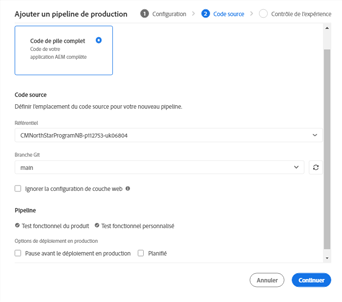 Ajouter un pipeline de production
1 Configuration
2 Code source
Contrôle de l'expérience
Code de pile complet
Code de votre
application AEM complète
Code source
Définir l'emplacement du code source pour votre nouveau pipeline.
Référentiel
CMNorthStarProgramNB-p112753-uk06804
Branche Git
main
Ignorer la configuration de couche web
Pipeline
Test fonctionnel du produit
Test fonctionnel personnalisé
Options de déploiement en production
Pause avant le déploiement en production
Planifié
Annuler
Continuer